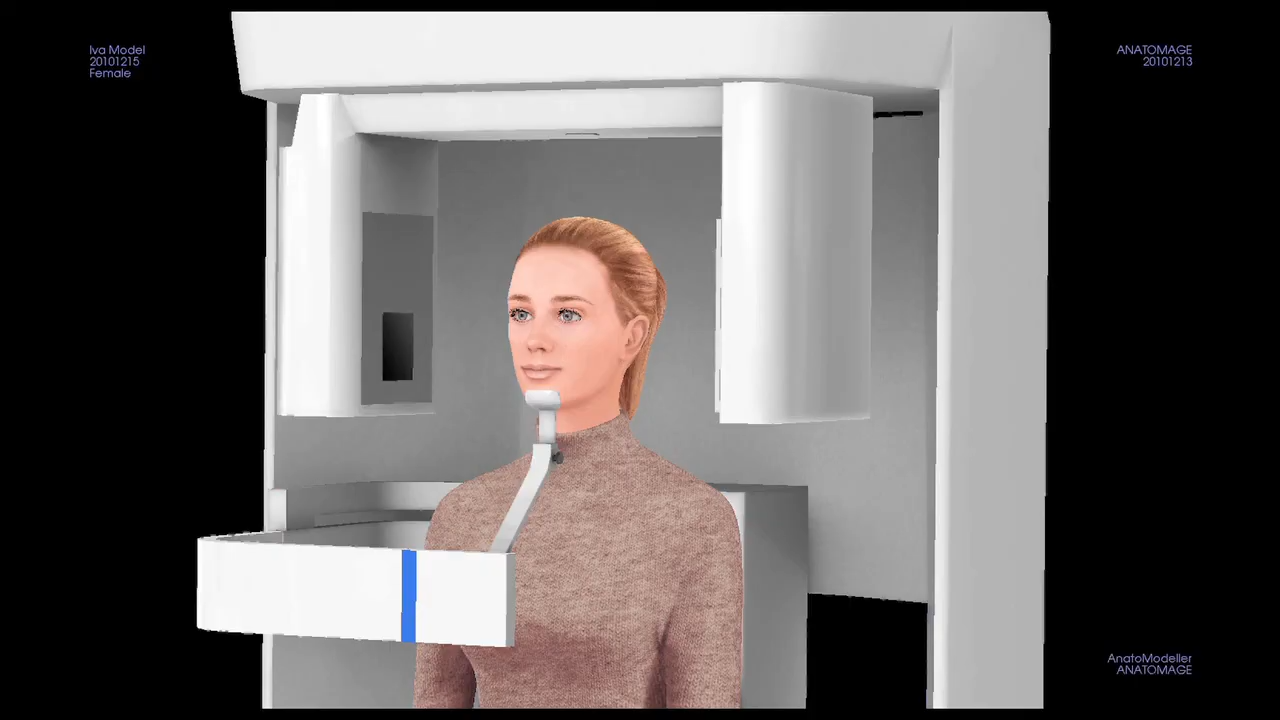 Iva Model
20101215
Female
ANATOMAGE
20101213
AnatoModeller
ANATOMAGE